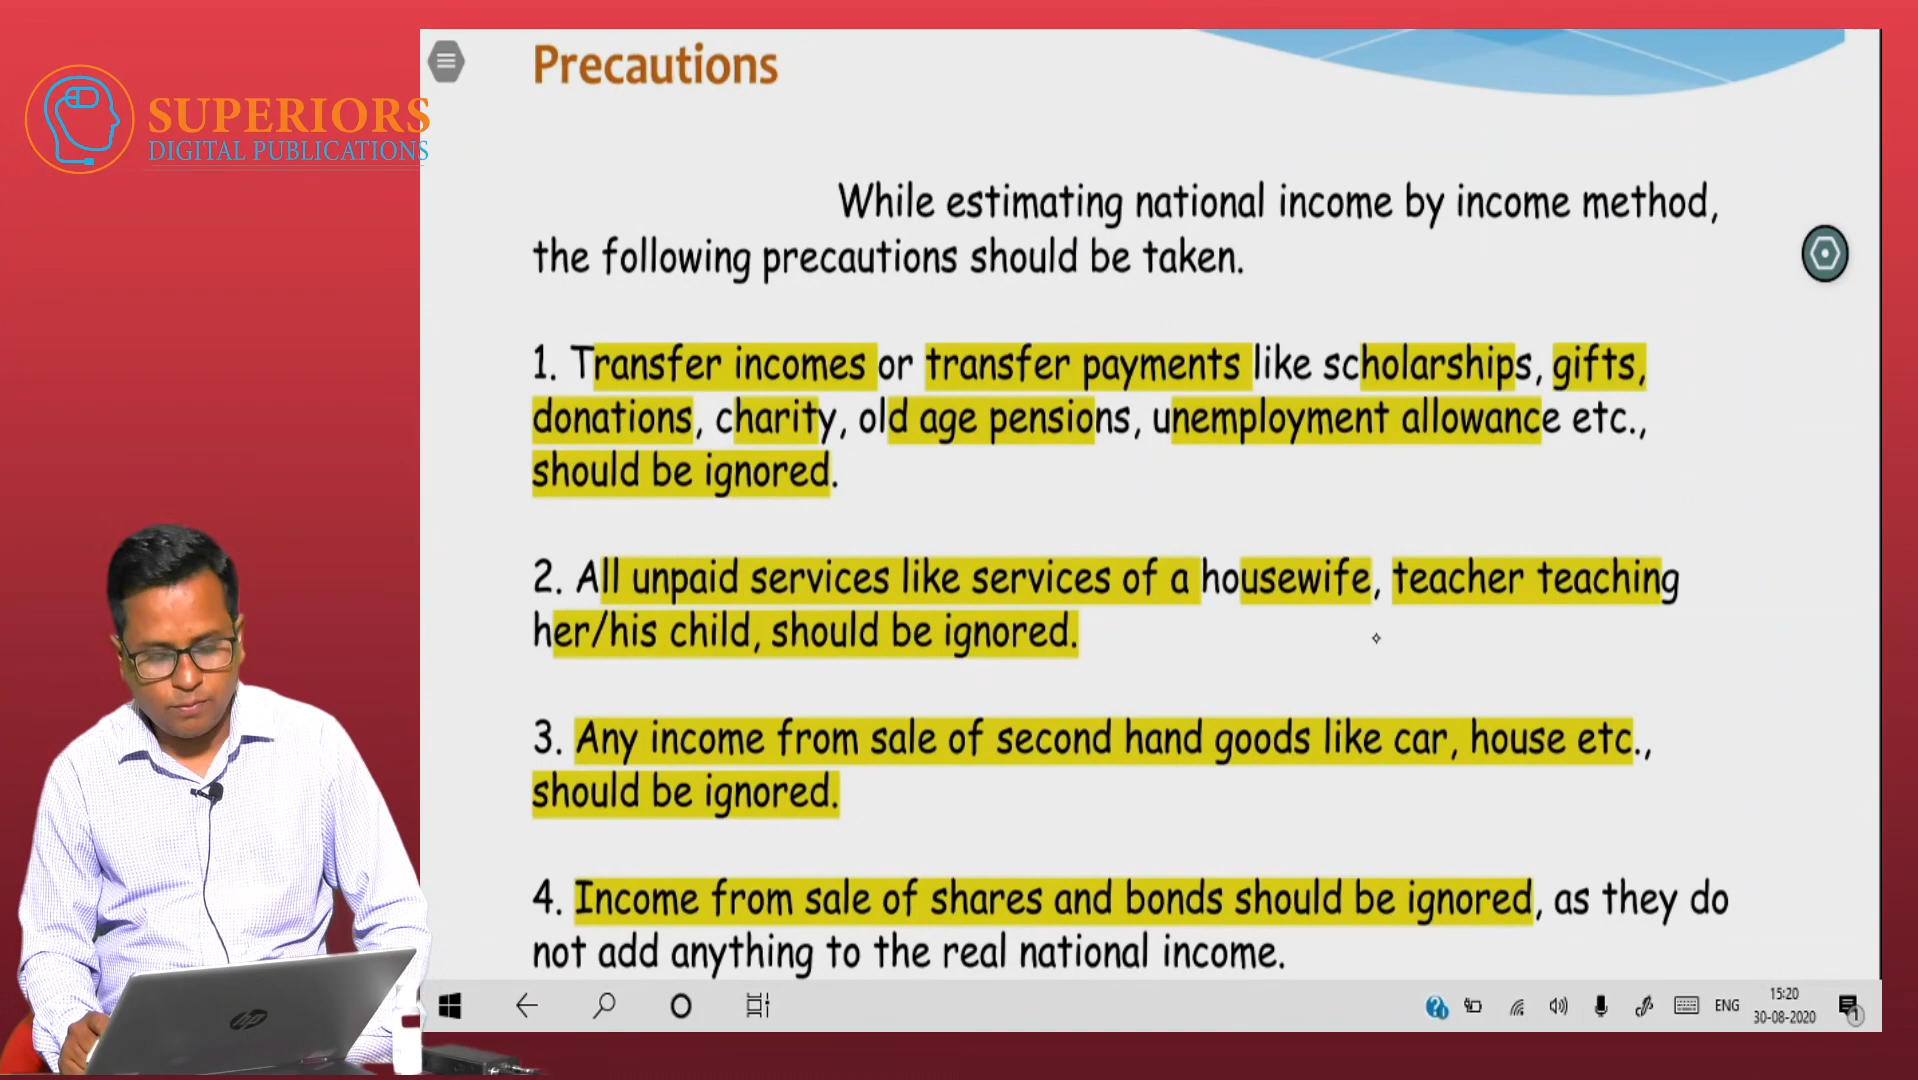 SUPERIORS
DIGITAL PUBLICATIONS
Precautions
While estimating national income by income method,
the following precautions should be taken.
1. Transfer incomes or transfer payments like scholarships, gifts,
donations, charity, old age pensions, unemployment allowance etc.,
should be ignored.
2. All unpaid services like services of a housewife, teacher teaching
her/his child, should be ignored.
3. Any income from sale of second hand goods like car, house etc.,
should be ignored.
4. Income from sale of shares and bonds should be ignored, as they do
not add anything to the real national income.
ENG
15:20
30-08-2020
1
hp